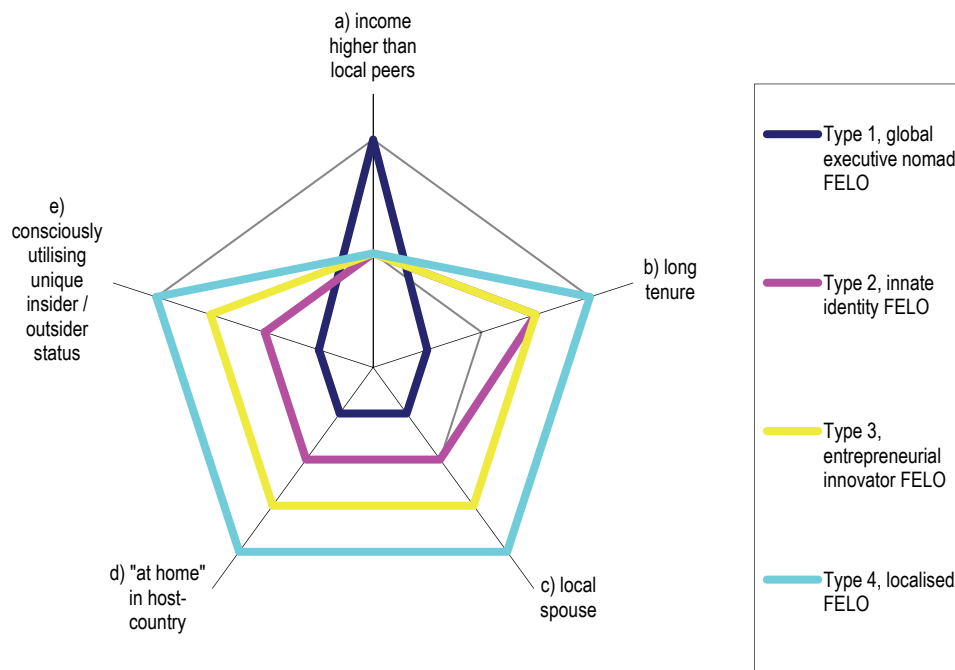 a) income
higher than
local peers
e)
consciously
utilising
unique
insider /
outsider
status
b) long
tenure
d) "at home"
in host-
country
c) local
spouse
Type 1, global
executive nomad
FELO
Type 2, innate
identity FELO
Type 3,
entrepreneurial
innovator FELO
Type 4, localised
FELO